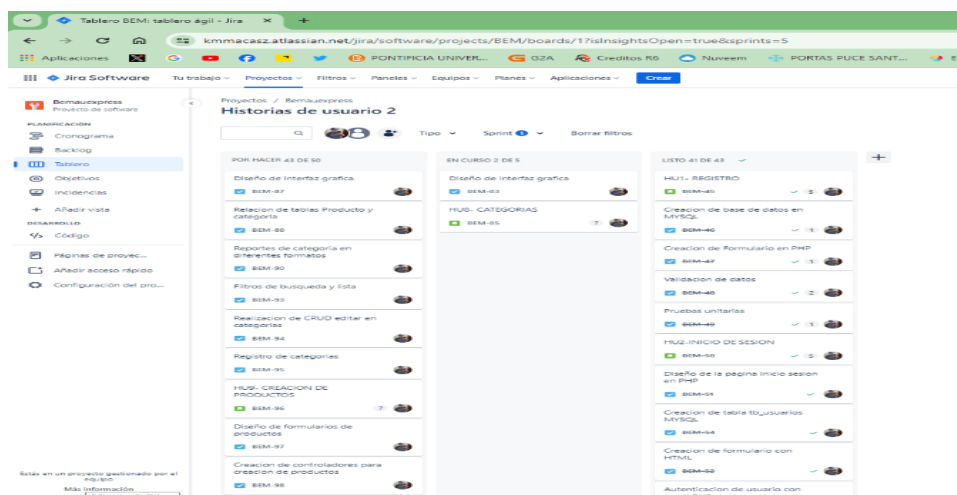 Tablero BEM: tablero ágil - Jira
kmmacasz.atlassian.net/jira/software/projects/BEM/boards/1?isInsightsOpen=true&sprints=5
Aplicaciones
PONTIFICIA UNIVER...
G2A
Creditos R6
Nuveem
PORTAS PUCE SANT...
Jira Software
Tu trabajo
Proyectos
Filtros
Paneles
Equipos
Planes
Aplicaciones
Crear
Bernauexpress
Proyecto de software
PLANIFICACIÓN
Cronograma
Backlog
Tablero
Objetivos
Incidencias
Añadir vista
DESARROLLO
Código
Páginas de proyec...
Añadir acceso rápido
Configuración del pro...
Estás en un proyecto gestionado por el
equipo
Más información
Proyectos / Bernauexpress
Historias de usuario 2
Tipo
Sprint 1
Borrar filtros
POR HACER 43 DE 50
Diseño de interfaz grafica
BEM-87
Relacion de tablas Producto y
categoria
BEM-88
Reportes de categoria en
diferentes formatos
BEM-90
Filtros de busqueda y lista
BEM-93
Realizacion de CRUD editar en
categorias
BEM-94
Registro de categorias
BEM-95
HU9- CREACION DE
PRODUCTOS
BEM-96
7
Diseño de formularios de
productos
BEM-97
Creacion de controladores para
creacion de productos
BEM-98
EN CURSO 2 DE 5
Diseño de interfaz grafica
BEM-83
HU8- CATEGORIAS
BEM-85
7
LISTO 41 DE 43
HU1- REGISTRO
BEM-45
5
Creacion de base de datos en
MYSQL
BEM-46
1
Creacion de Formulario en PHP
BEM-47
1
Validacion de datos
BEM-48
2
Pruebas unitarias
BEM-49
1
HU2-INICIO DE SESION
BEM-50
5
Diseño de la pagina inicio sesion
en PHP
BEM-51
Creacion de tabla tb_usuarios
MYSQL
BEM-54
Creacion de formulario con
HTML
Autenticacion de usuario con